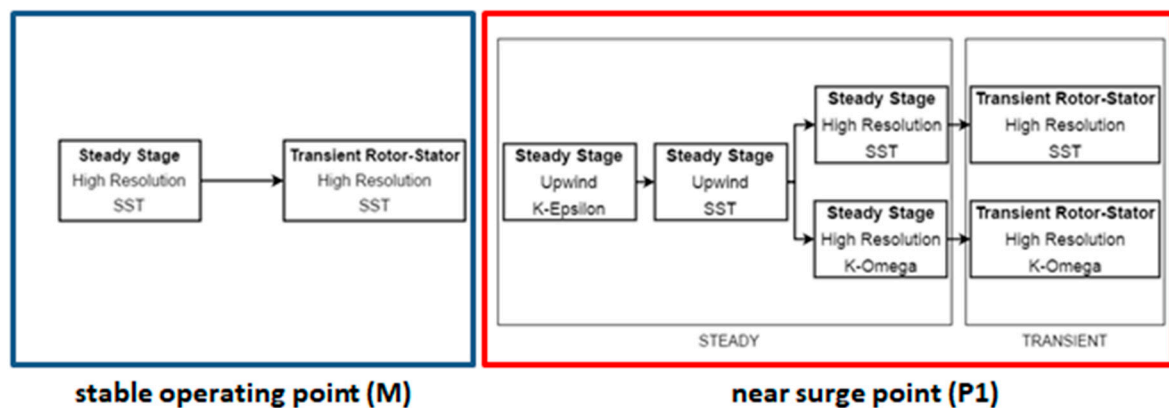 Steady Stage
High Resolution
SST
Transient Rotor-Stator
High Resolution
SST
stable operating point (M)
Steady Stage
Upwind
K-Epsilon
Steady Stage
Upwind
SST
Steady Stage
High Resolution
SST
Transient Rotor-Stator
High Resolution
SST
Steady Stage
High Resolution
K-Omega
Transient Rotor-Stator
High Resolution
K-Omega
STEADY
TRANSIENT
near surge point (P1)